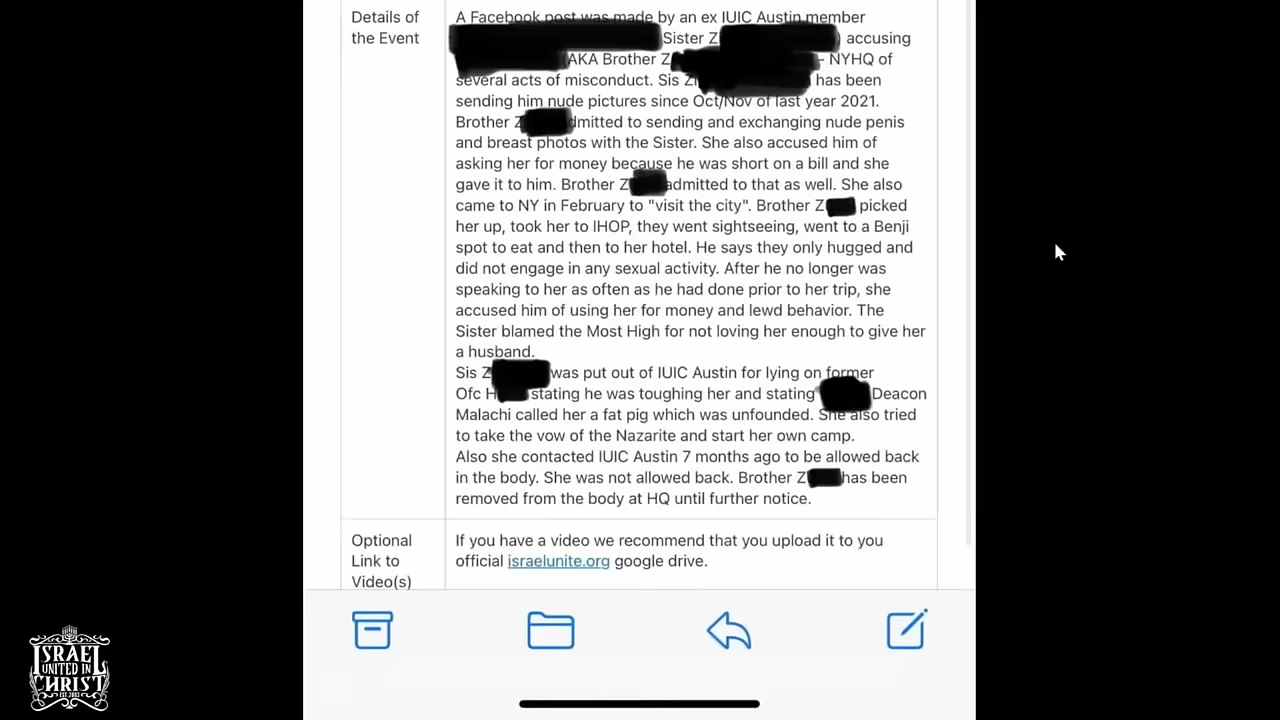 Details of
the Event
A Facebook post was made by an ex IUIC Austin member
Sister Z ) accusing
(AKA Brother Z - NYHQ of
several acts of misconduct. Sis Z has been
sending him nude pictures since Oct/Nov of last year 2021.
Brother Z dmitted to sending and exchanging nude penis
and breast photos with the Sister. She also accused him of
asking her for money because he was short on a bill and she
gave it to him. Brother Z admitted to that as well. She also
came to NY in February to "visit the city". Brother Z picked
her up, took her to IHOP, they went sightseeing, went to a Benji
spot to eat and then to her hotel. He says they only hugged and
did not engage in any sexual activity. After he no longer was
speaking to her as often as he had done prior to her trip, she
accused him of using her for money and lewd behavior. The
Sister blamed the Most High for not loving her enough to give her
a husband.
Sis Z was put out of IUIC Austin for lying on former
Ofc H stating he was toughing her and stating Deacon
Malachi called her a fat pig which was unfounded. She also tried
to take the vow of the Nazarite and start her own camp.
Also she contacted IUIC Austin 7 months ago to be allowed back
in the body. She was not allowed back. Brother Z has been
removed from the body at HQ until further notice.
Optional
Link to
Video(s)
If you have a video we recommend that you upload it to you
official israelunite.org google drive.
ISRAEL
UNITED IN
CHRIST
EST. 2003